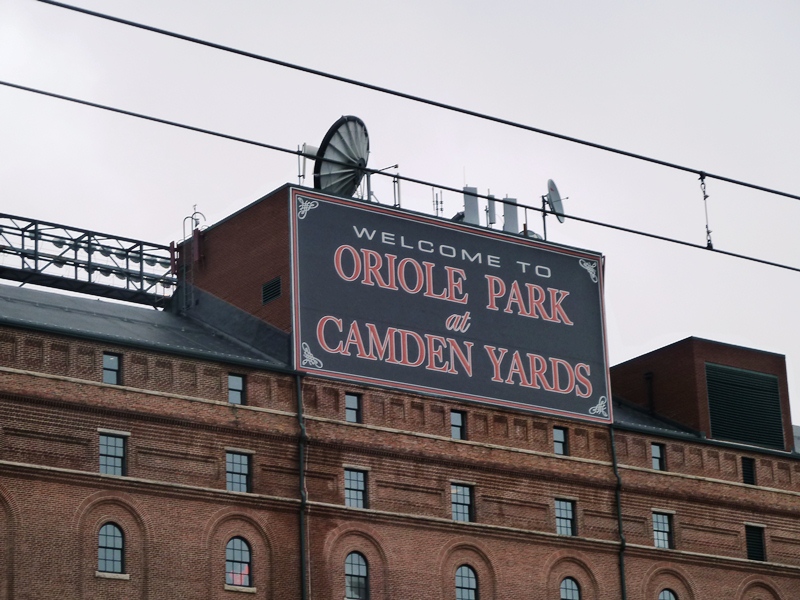 WELCOME TO
ORIOLE PARK
at
CAMDEN YARDS